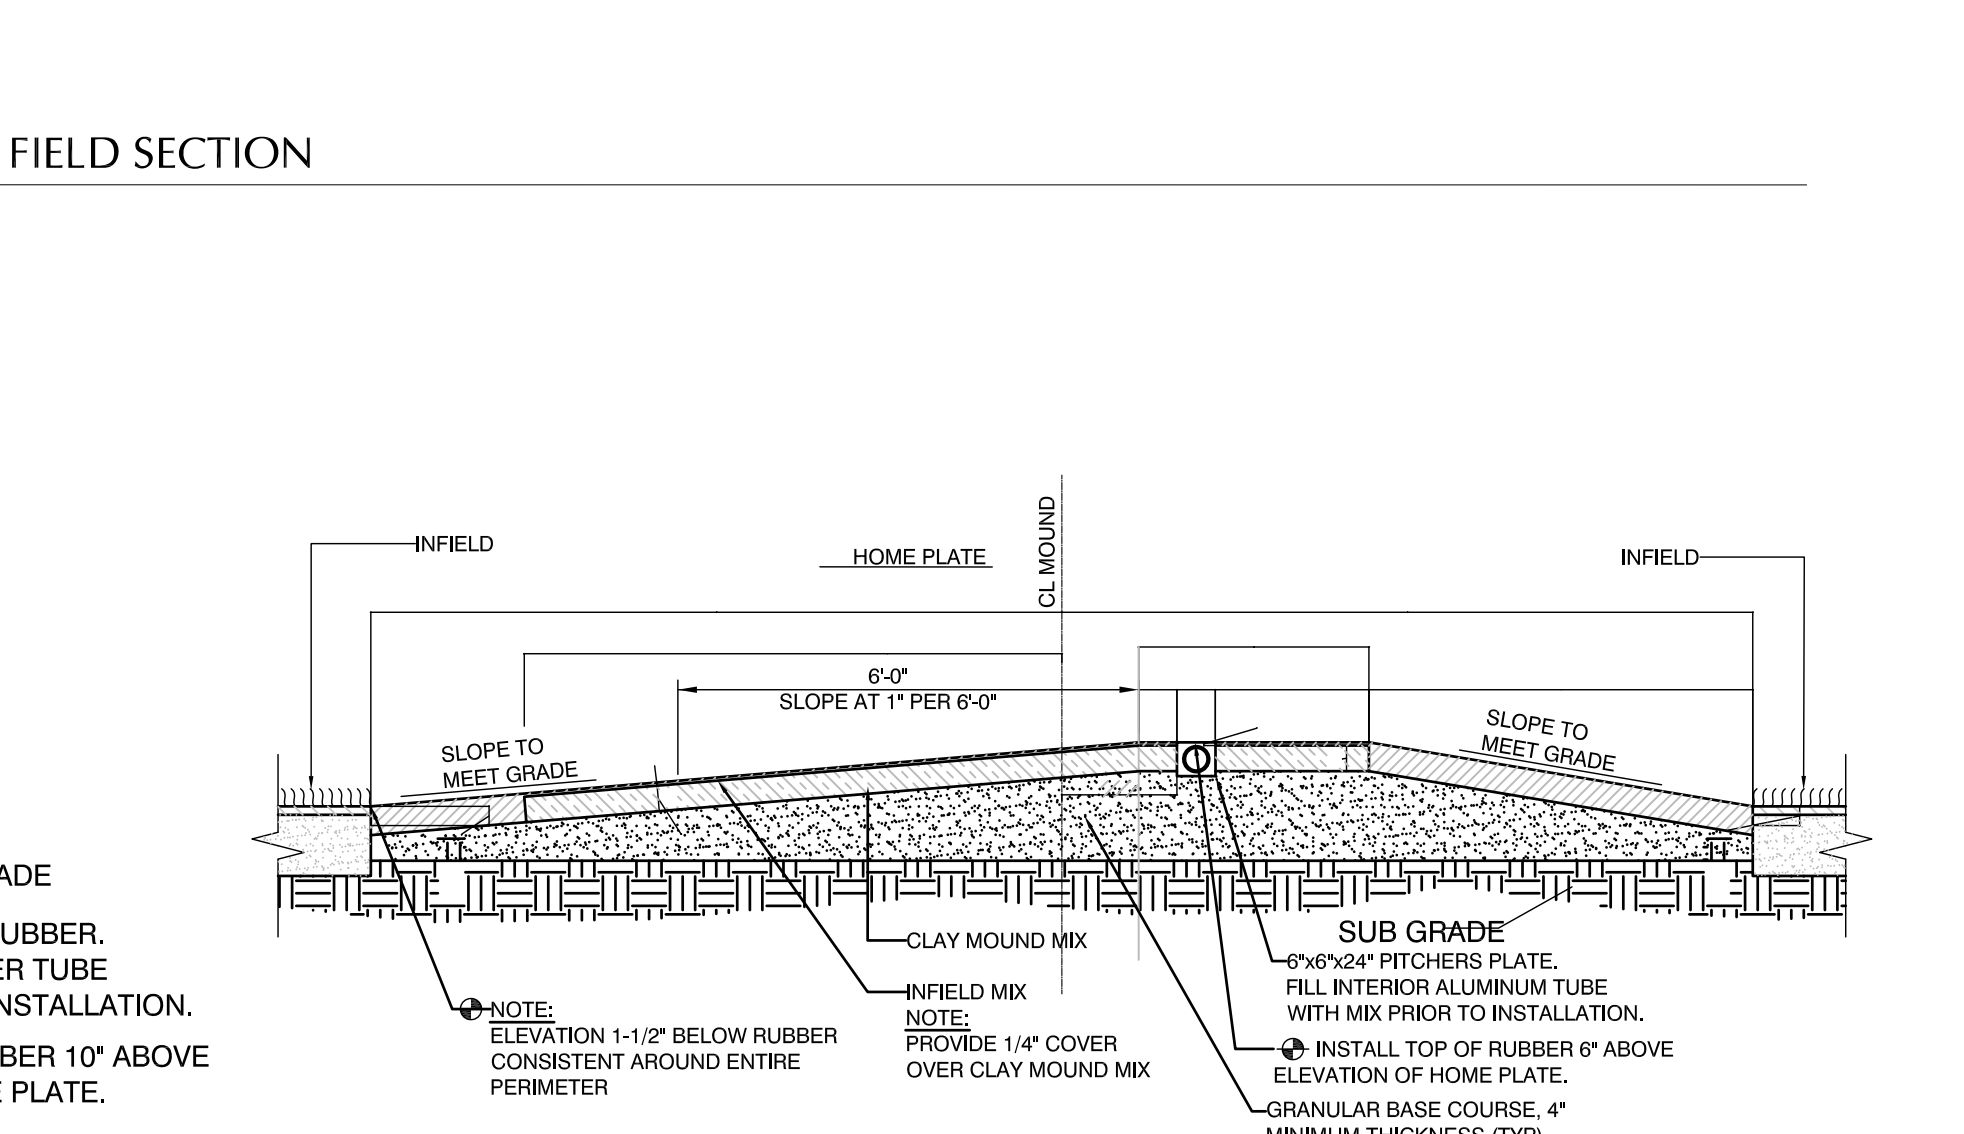 FIELD SECTION
CL MOUND
INFIELD
HOME PLATE
INFIELD
6'-0"
SLOPE AT 1" PER 6'-0"
SLOPE TO
MEET GRADE
SLOPE TO
MEET GRADE
ADE
UBBER.
ER TUBE
NSTALLATION.
BER 10" ABOVE
E PLATE.
NOTE:
ELEVATION 1-1/2" BELOW RUBBER
CONSISTENT AROUND ENTIRE
PERIMETER
CLAY MOUND MIX
INFIELD MIX
NOTE:
PROVIDE 1/4" COVER
OVER CLAY MOUND MIX
SUB GRADE
6"x6"x24" PITCHERS PLATE.
FILL INTERIOR ALUMINUM TUBE
WITH MIX PRIOR TO INSTALLATION.
INSTALL TOP OF RUBBER 6" ABOVE
ELEVATION OF HOME PLATE.
GRANULAR BASE COURSE, 4"
MINIMUM THICKNESS (TYP)